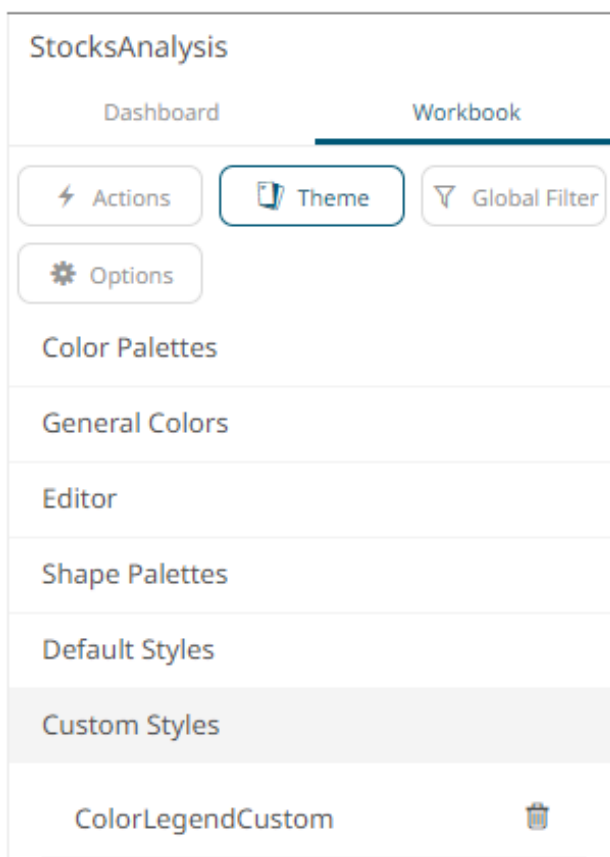 StocksAnalysis
Dashboard Workbook
Actions Theme Global Filter
Options
Color Palettes
General Colors
Editor
Shape Palettes
Default Styles
Custom Styles
ColorLegendCustom